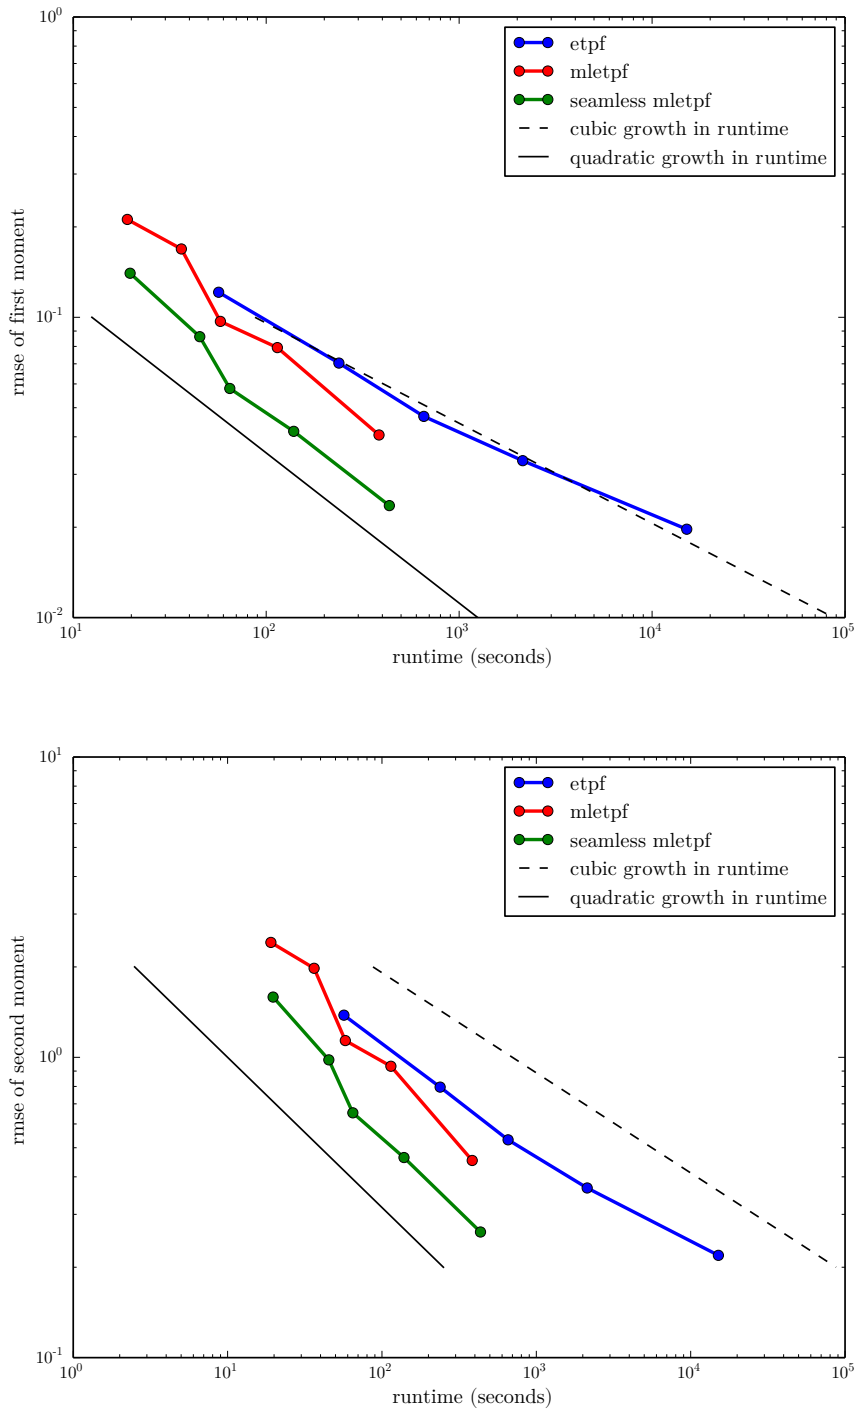 10^0
etpf
mletpf
seamless mletpf
cubic growth in runtime
quadratic growth in runtime
rmse of first moment
10^-1
10^-2
10^1 10^2 10^3 10^4 10^5
runtime (seconds)
10^1
etpf
mletpf
seamless mletpf
cubic growth in runtime
quadratic growth in runtime
rmse of second moment
10^0
10^-1
10^0 10^1 10^2 10^3 10^4 10^5
runtime (seconds)